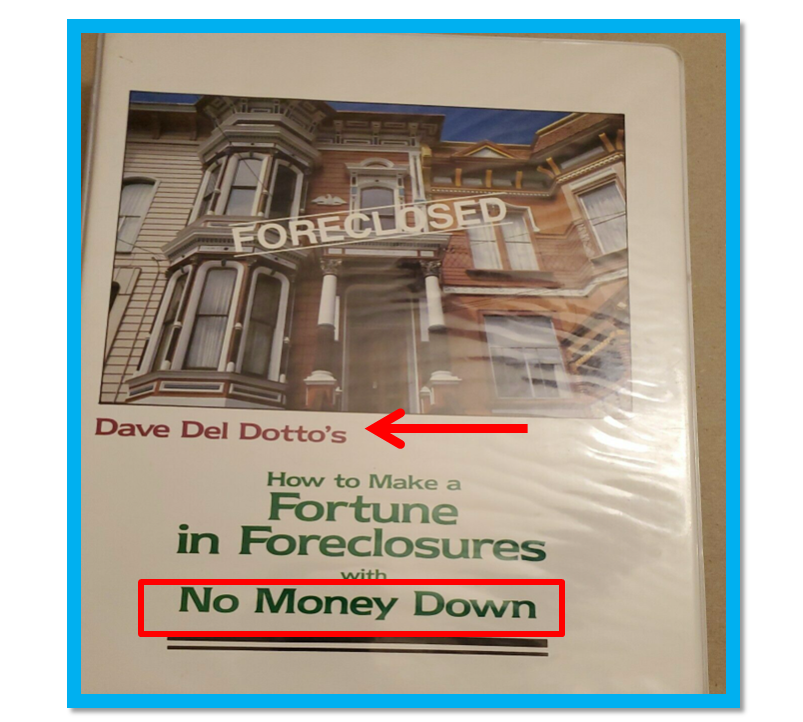 FORECLOSED
Dave Del Dotto's
How to Make a
Fortune
in Foreclosures
with
No Money Down